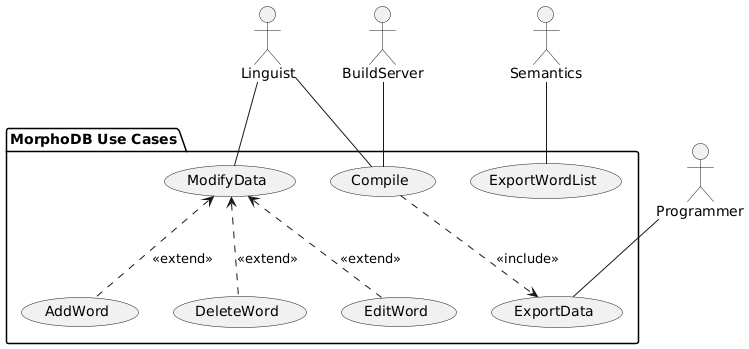 Linguist
BuildServer
Semantics
MorphoDB Use Cases
ModifyData
Compile
ExportWordList
Programmer
«extend»
«extend»
«extend»
«include»
AddWord
DeleteWord
EditWord
ExportData